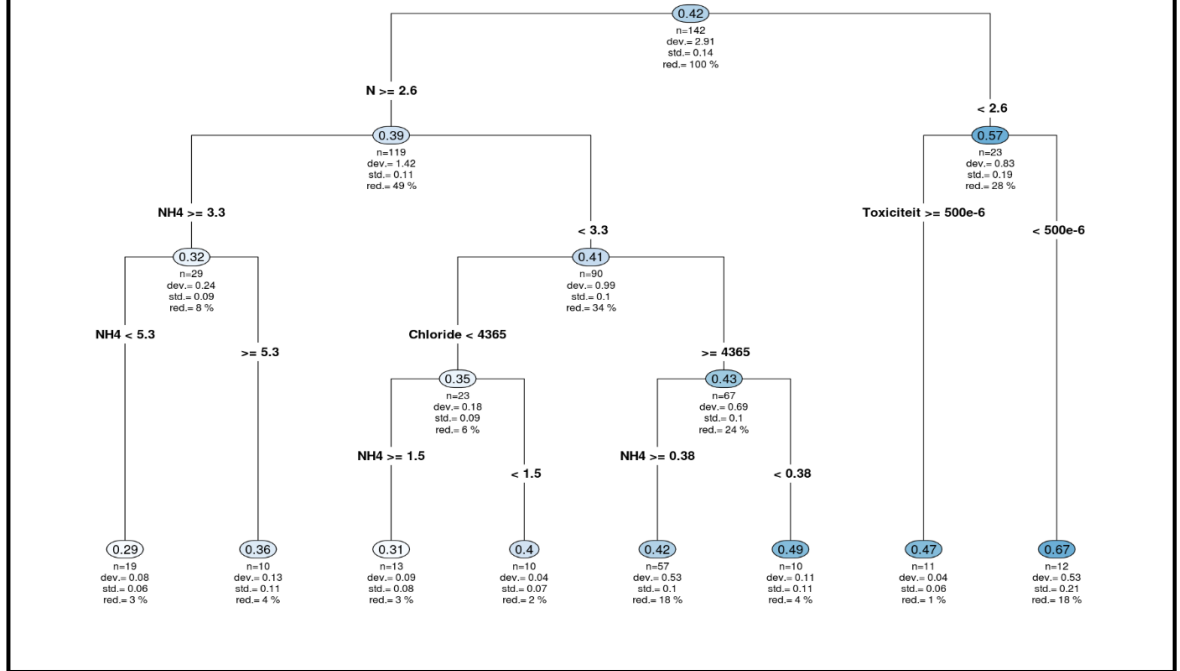 0.42
n=142
dev.= 2.91
std.= 0.14
red.= 100 %
N >= 2.6
< 2.6
0.39
n=119
dev.= 1.42
std.= 0.11
red.= 49 %
0.57
n=23
dev.= 0.83
std.= 0.19
red.= 28 %
NH4 >= 3.3
< 3.3
Toxiciteit >= 500e-6
< 500e-6
0.32
n=29
dev.= 0.24
std.= 0.09
red.= 8 %
0.41
n=90
dev.= 0.99
std.= 0.1
red.= 34 %
NH4 < 5.3
>= 5.3
Chloride < 4365
>= 4365
0.35
n=23
dev.= 0.18
std.= 0.09
red.= 6 %
0.43
n=67
dev.= 0.69
std.= 0.1
red.= 24 %
NH4 >= 1.5
< 1.5
NH4 >= 0.38
< 0.38
0.29
n=19
dev.= 0.08
std.= 0.06
red.= 3 %
0.36
n=10
dev.= 0.13
std.= 0.11
red.= 4 %
0.31
n=13
dev.= 0.09
std.= 0.08
red.= 3 %
0.4
n=10
dev.= 0.04
std.= 0.07
red.= 2 %
0.42
n=57
dev.= 0.53
std.= 0.1
red.= 18 %
0.49
n=10
dev.= 0.11
std.= 0.11
red.= 4 %
0.47
n=11
dev.= 0.04
std.= 0.06
red.= 1 %
0.67
n=12
dev.= 0.53
std.= 0.21
red.= 18 %